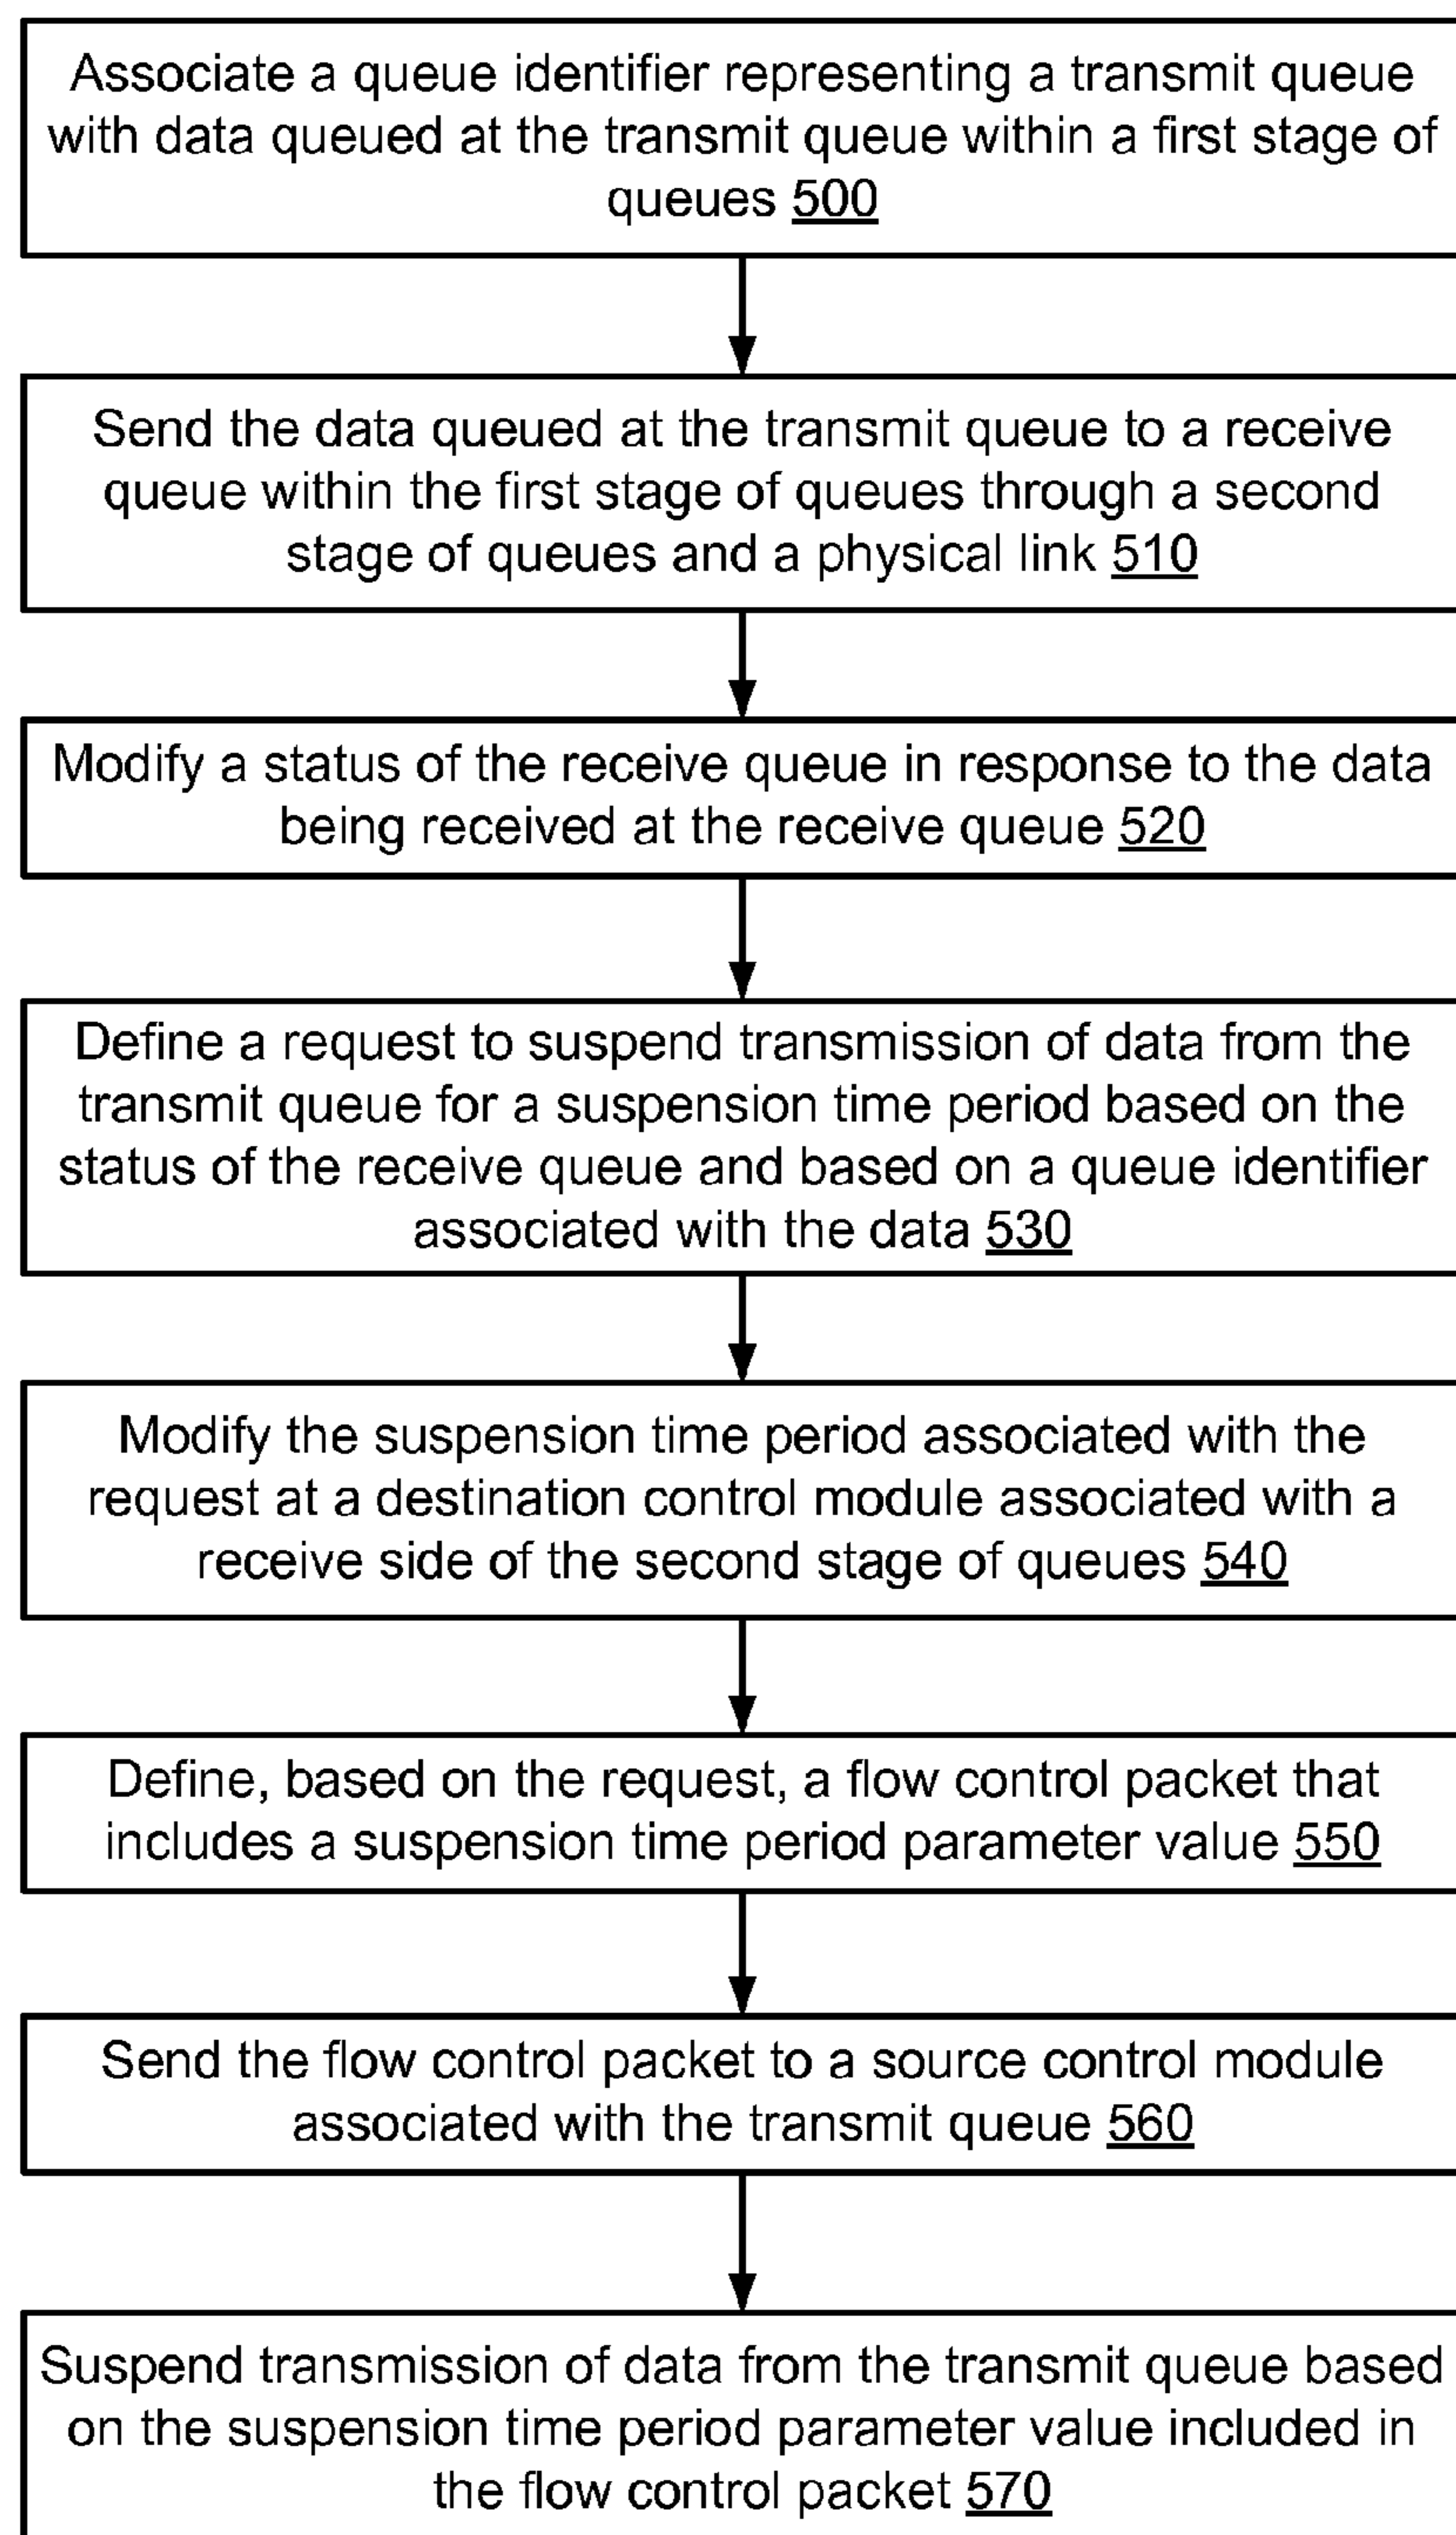 Associate a queue identifier representing a transmit queue
with data queued at the transmit queue within a first stage of
queues 500
Send the data queued at the transmit queue to a receive
queue within the first stage of queues through a second
stage of queues and a physical link 510
Modify a status of the receive queue in response to the data
being received at the receive queue 520
Define a request to suspend transmission of data from the
transmit queue for a suspension time period based on the
status of the receive queue and based on a queue identifier
associated with the data 530
Modify the suspension time period associated with the
request at a destination control module associated with a
receive side of the second stage of queues 540
Define, based on the request, a flow control packet that
includes a suspension time period parameter value 550
Send the flow control packet to a source control module
associated with the transmit queue 560
Suspend transmission of data from the transmit queue based
on the suspension time period parameter value included in
the flow control packet 570